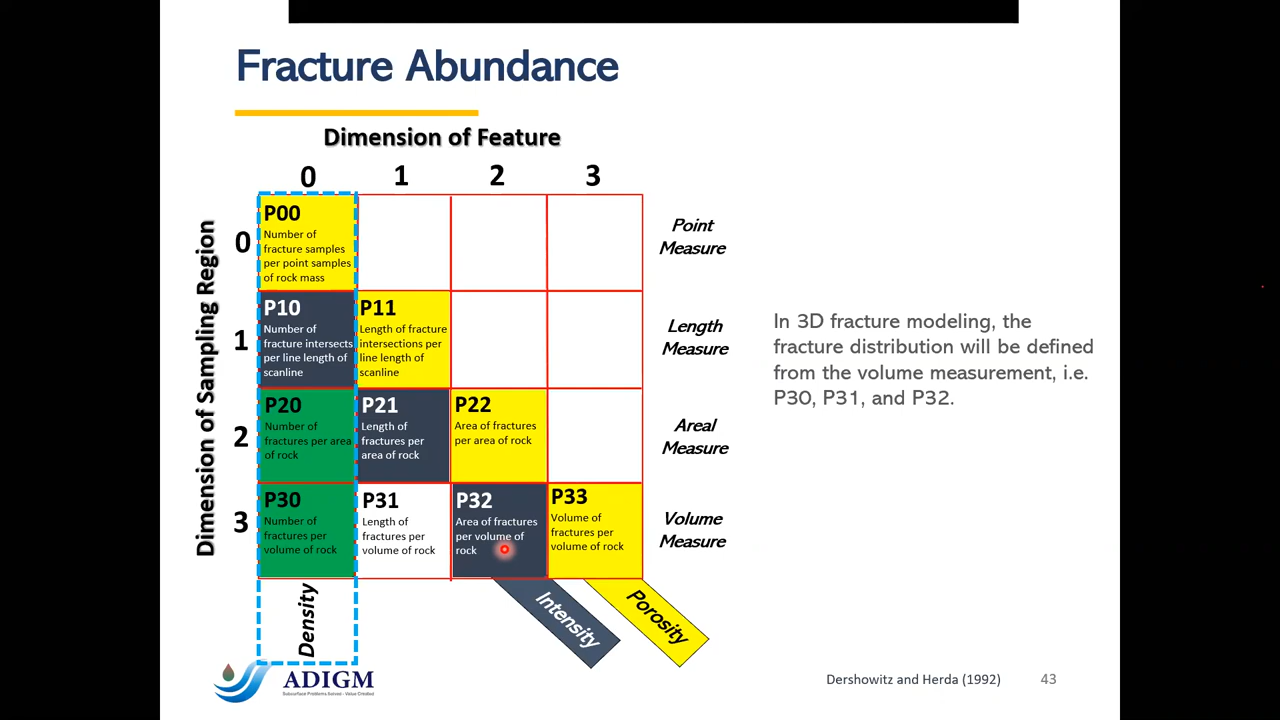 Fracture Abundance
Dimension of Feature
0 1 2 3
Dimension of Sampling Region
0
P00
Number of
fracture samples
per point samples
of rock mass
Point
Measure
1
P10
Number of
fracture intersects
per line length of
scanline
P11
Length of fracture
intersections per
line length of
scanline
Length
Measure
2
P20
Number of
fractures per area
of rock
P21
Length of
fractures per
area of rock
P22
Area of fractures
per area of rock
Areal
Measure
3
P30
Number of
fractures per
volume of rock
P31
Length of
fractures per
volume of rock
P32
Area of fractures
per volume of
rock
P33
Volume of
fractures per
volume of rock
Volume
Measure
Density
Intensity
Porosity
In 3D fracture modeling, the
fracture distribution will be defined
from the volume measurement, i.e.
P30, P31, and P32.
ADIGM
Subsurface Problems Solved - Value Created
Dershowitz and Herda (1992)
43